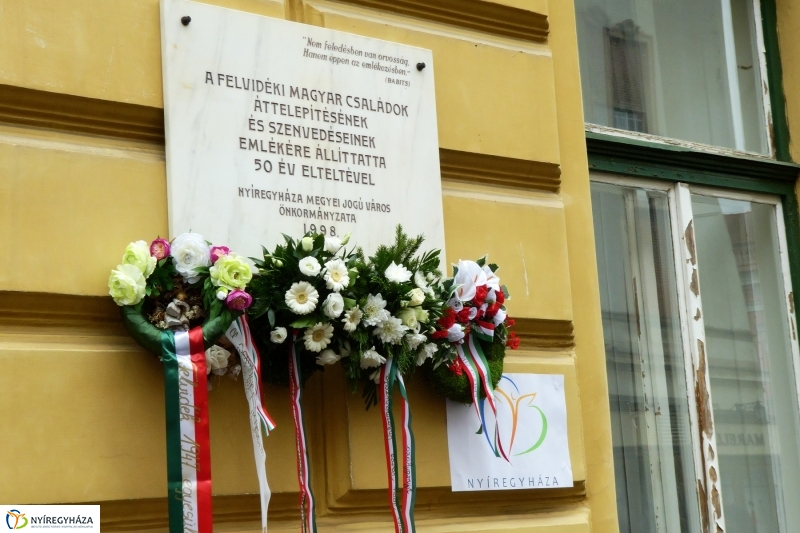 "Nem feledésben van orvosság,
Hanem éppen az emlékezésben."
(BABITS)
A FELVIDÉKI MAGYAR CSALÁDOK
ÁTTELEPÍTÉSÉNEK
ÉS SZENVEDÉSEINEK
EMLÉKÉRE ÁLLÍTTATTA
50 ÉV ELTELTÉVEL
NYÍREGYHÁZA MEGYEI JOGÚ VÁROS
ÖNKORMÁNYZATA
1998.
1947
NYÍREGYHÁZA
NYÍREGYHÁZA